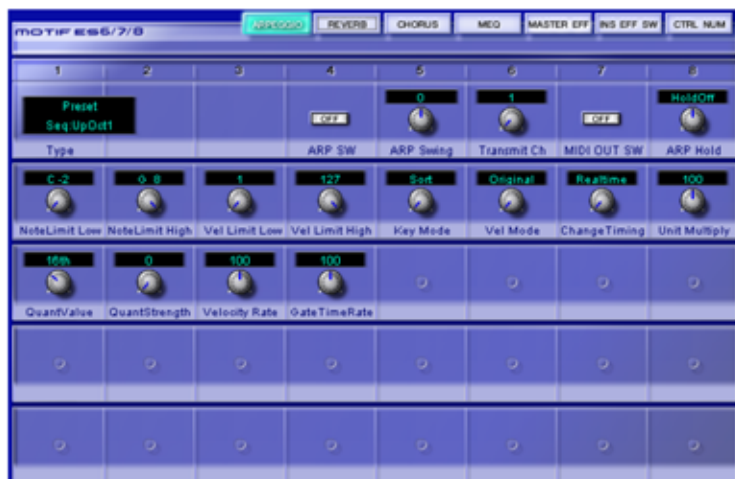 MOTIF ES6/7/8
ARPEGGIO REVERB CHORUS MEQ MASTER EFF INS EFF SW CTRL NUM
1 2 3 4 5 6 7 8
Preset
Seq:UpOct1
OFF 0 1 OFF HoldOff
Type ARP SW ARP Swing Transmit Ch MIDI OUT SW ARP Hold
C -2 G 8 1 127 Sort Original Realtime 100
NoteLimit Low NoteLimit High Vel Limit Low Vel Limit High Key Mode Vel Mode ChangeTiming Unit Multiply
16th 0 100 100
QuantValue QuantStrength Velocity Rate GateTimeRate